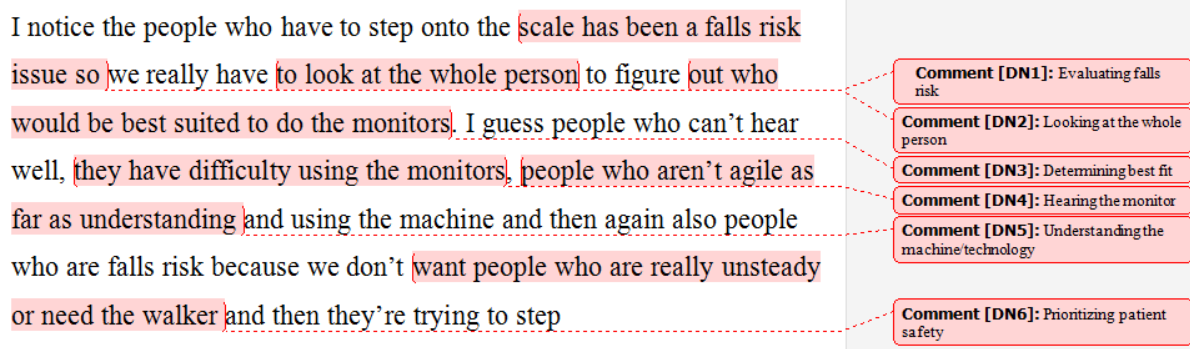 I notice the people who have to step onto the scale has been a falls risk
issue so we really have to look at the whole person to figure out who
would be best suited to do the monitors. I guess people who can't hear
well, they have difficulty using the monitors, people who aren't agile as
far as understanding and using the machine and then again also people
who are falls risk because we don't want people who are really unsteady
or need the walker and then they're trying to step
Comment [DN1]: Evaluating falls
risk
Comment [DN2]: Looking at the whole
person
Comment [DN3]: Determining best fit
Comment [DN4]: Hearing the monitor
Comment [DN5]: Understanding the
machine/technology
Comment [DN6]: Prioritizing patient
safety